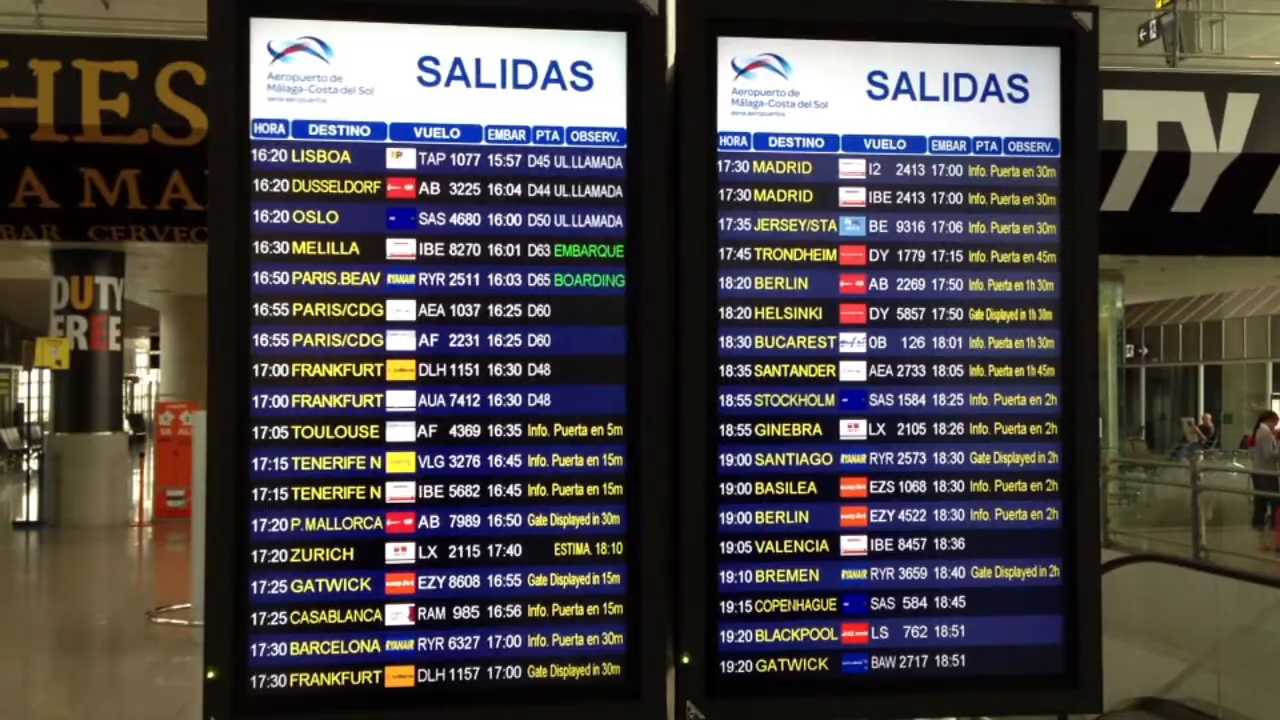 HES
A MA
BAR CERVEC
DUTY
FREE
Aeropuerto de
Málaga-Costa del Sol
aena aeropuertos
SALIDAS
HORA DESTINO VUELO EMBAR PTA OBSERV.
16:20 LISBOA TAP 1077 15:57 D45 UL.LLAMADA
16:20 DUSSELDORF AB 3225 16:04 D44 UL.LLAMADA
16:20 OSLO SAS 4680 16:00 D50 UL.LLAMADA
16:30 MELILLA IBE 8270 16:01 D63 EMBARQUE
16:50 PARIS.BEAV RYANAIR RYR 2511 16:03 D65 BOARDING
16:55 PARIS/CDG AEA 1037 16:25 D60
16:55 PARIS/CDG AF 2231 16:25 D60
17:00 FRANKFURT DLH 1151 16:30 D48
17:00 FRANKFURT AUA 7412 16:30 D48
17:05 TOULOUSE AF 4369 16:35 Info. Puerta en 5m
17:15 TENERIFE N VLG 3276 16:45 Info. Puerta en 15m
17:15 TENERIFE N IBE 5682 16:45 Info. Puerta en 15m
17:20 P.MALLORCA AB 7989 16:50 Gate Displayed in 30m
17:20 ZURICH LX 2115 17:40 ESTIMA. 18:10
17:25 GATWICK easyJet EZY 8608 16:55 Gate Displayed in 15m
17:25 CASABLANCA RAM 985 16:56 Info. Puerta en 15m
17:30 BARCELONA RYANAIR RYR 6327 17:00 Info. Puerta en 30m
17:30 FRANKFURT DLH 1157 17:00 Gate Displayed in 30m
Aeropuerto de
Málaga-Costa del Sol
aena aeropuertos
SALIDAS
HORA DESTINO VUELO EMBAR PTA OBSERV.
17:30 MADRID I2 2413 17:00 Info. Puerta en 30m
17:30 MADRID IBE 2413 17:00 Info. Puerta en 30m
17:35 JERSEY/STA BE 9316 17:06 Info. Puerta en 30m
17:45 TRONDHEIM DY 1779 17:15 Info. Puerta en 45m
18:20 BERLIN AB 2269 17:50 Info. Puerta en 1h 30m
18:20 HELSINKI DY 5857 17:50 Gate Displayed in 1h 30m
18:30 BUCAREST 0B 126 18:01 Info. Puerta en 1h 30m
18:35 SANTANDER AEA 2733 18:05 Info. Puerta en 1h 45m
18:55 STOCKHOLM SAS 1584 18:25 Info. Puerta en 2h
18:55 GINEBRA LX 2105 18:26 Info. Puerta en 2h
19:00 SANTIAGO RYANAIR RYR 2573 18:30 Gate Displayed in 2h
19:00 BASILEA easyJet EZS 1068 18:30 Info. Puerta en 2h
19:00 BERLIN easyJet EZY 4522 18:30 Info. Puerta en 2h
19:05 VALENCIA IBE 8457 18:36
19:10 BREMEN RYANAIR RYR 3659 18:40 Gate Displayed in 2h
19:15 COPENHAGUE SAS 584 18:45
19:20 BLACKPOOL LS 762 18:51
19:20 GATWICK BAW 2717 18:51
TY